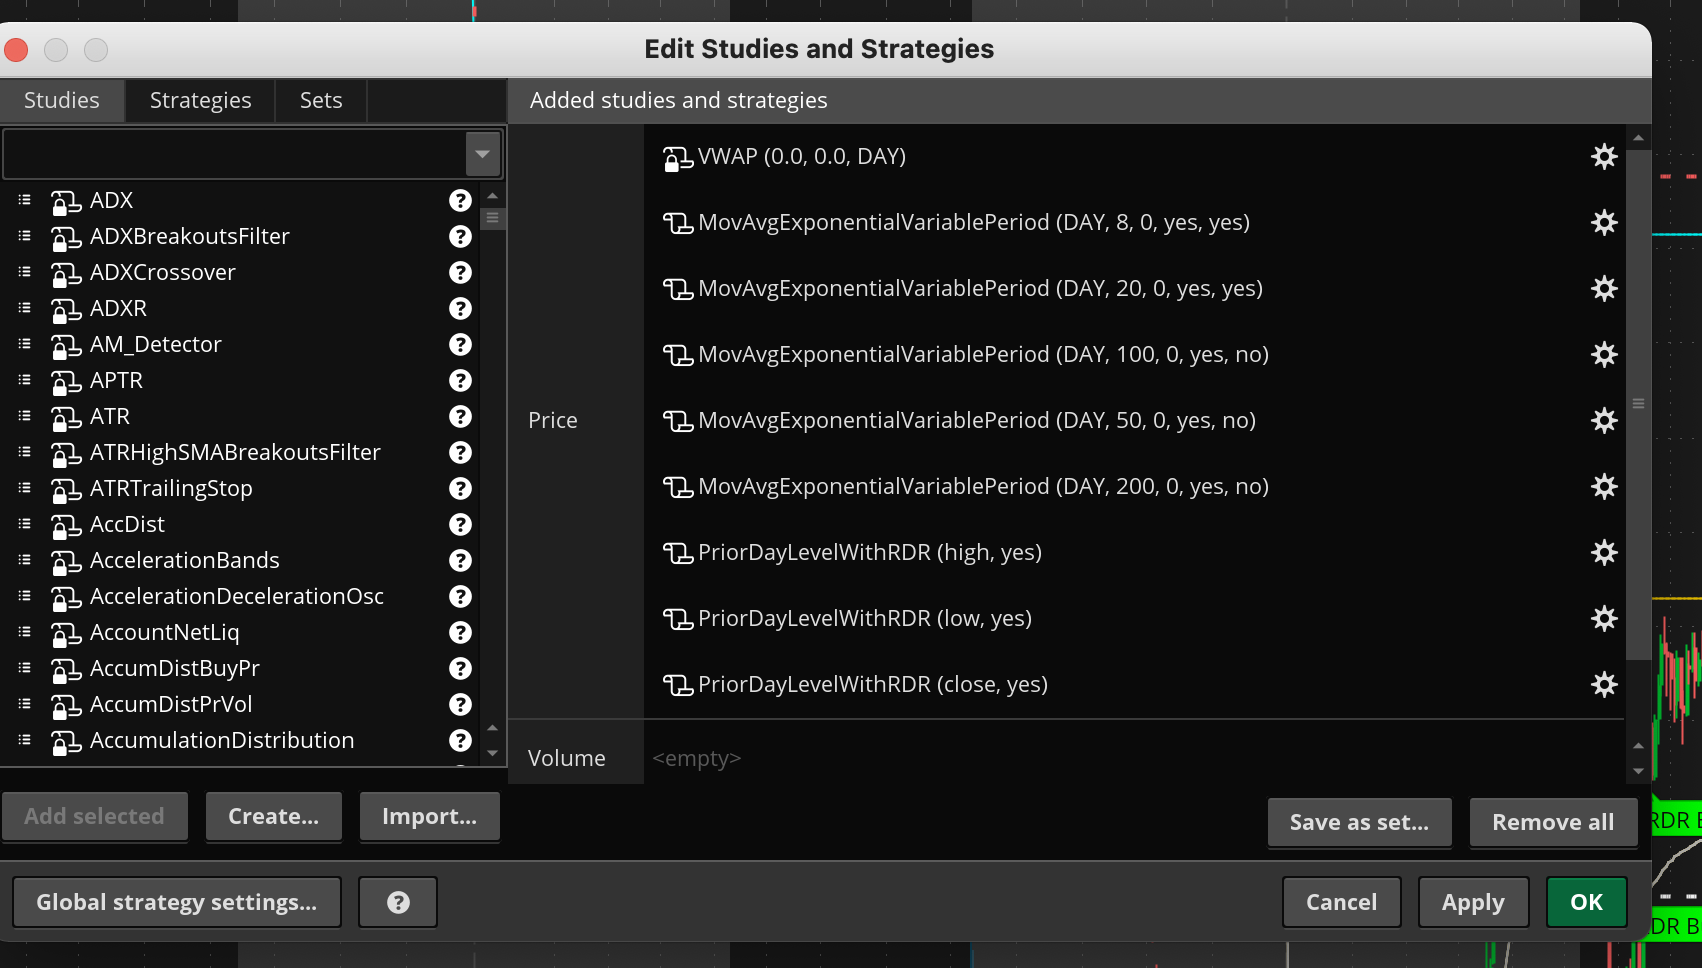 Edit Studies and Strategies
Studies
Strategies
Sets
Added studies and strategies
ADX
ADXBreakoutsFilter
ADXCrossover
ADXR
AM_Detector
APTR
ATR
ATRHighSMABreakoutsFilter
ATRTrailingStop
AccDist
AccelerationBands
AccelerationDecelerationOsc
AccountNetLiq
AccumDistBuyPr
AccumDistPrVol
AccumulationDistribution
Price
VWAP (0.0, 0.0, DAY)
MovAvgExponentialVariablePeriod (DAY, 8, 0, yes, yes)
MovAvgExponentialVariablePeriod (DAY, 20, 0, yes, yes)
MovAvgExponentialVariablePeriod (DAY, 100, 0, yes, no)
MovAvgExponentialVariablePeriod (DAY, 50, 0, yes, no)
MovAvgExponentialVariablePeriod (DAY, 200, 0, yes, no)
PriorDayLevelWithRDR (high, yes)
PriorDayLevelWithRDR (low, yes)
PriorDayLevelWithRDR (close, yes)
Volume
<empty>
Add selected
Create...
Import...
Save as set...
Remove all
Global strategy settings...
?
Cancel
Apply
OK
RDR
DR B